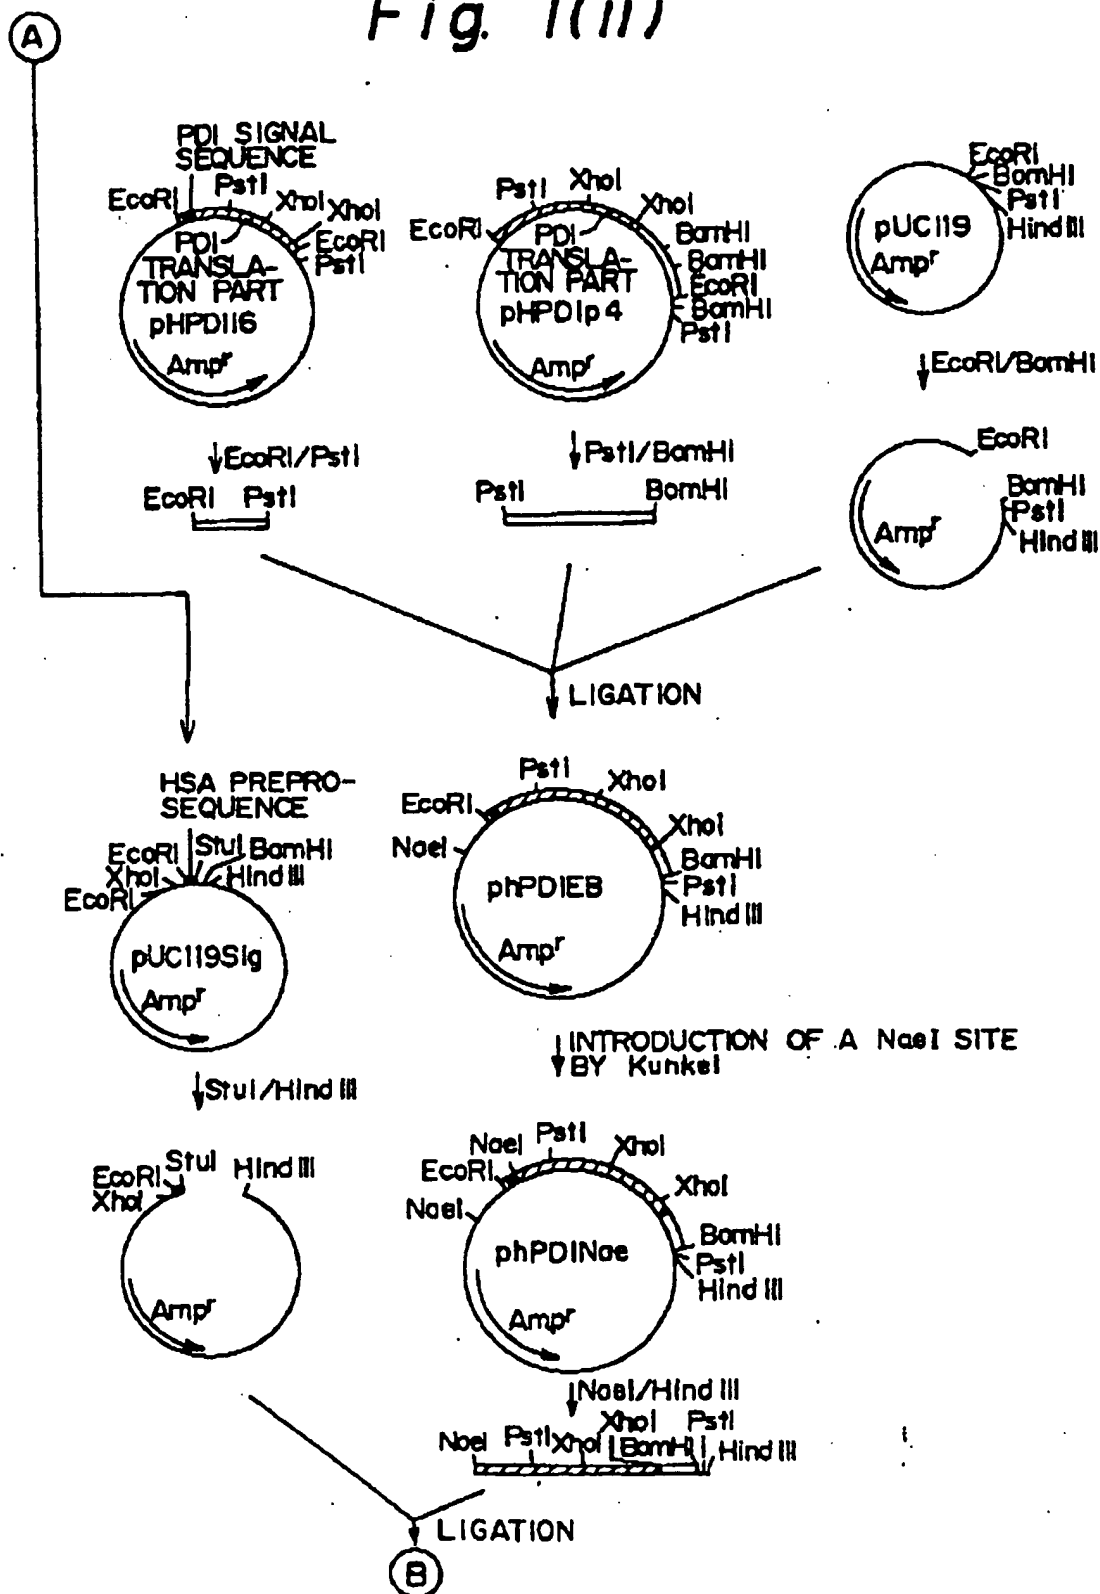 Fig. 1(II)
A
PDI SIGNAL
SEQUENCE
EcoRI
PstI
XhoI
XhoI
EcoRI
PstI
PDI
TRANSLA-
TION PART
pHPDI16
Ampr
EcoRI/PstI
EcoRI PstI
EcoRI
PstI
XhoI
XhoI
BamHI
BamHI
EcoRI
BamHI
PstI
PDI
TRANSLA-
TION PART
pHPDIp4
Ampr
PstI/BamHI
PstI BamHI
EcoRI
BamHI
PstI
HindIII
pUC119
Ampr
EcoRI/BamHI
EcoRI
BamHI
PstI
HindIII
Ampr
LIGATION
HSA PREPRO-
SEQUENCE
EcoRI
StuI
BamHI
XhoI
HindIII
EcoRI
pUC119Sig
Ampr
StuI/HindIII
EcoRI
StuI
HindIII
XhoI
Ampr
PstI
XhoI
EcoRI
XhoI
NaeI
BamHI
PstI
HindIII
phPDIEB
Ampr
INTRODUCTION OF A NaeI SITE
BY Kunkel
NaeI
PstI
XhoI
EcoRI
XhoI
NaeI
BamHI
PstI
HindIII
phPDINae
Ampr
NaeI/HindIII
XhoI PstI
NaeI PstI XhoI BamHI HindIII
LIGATION
B